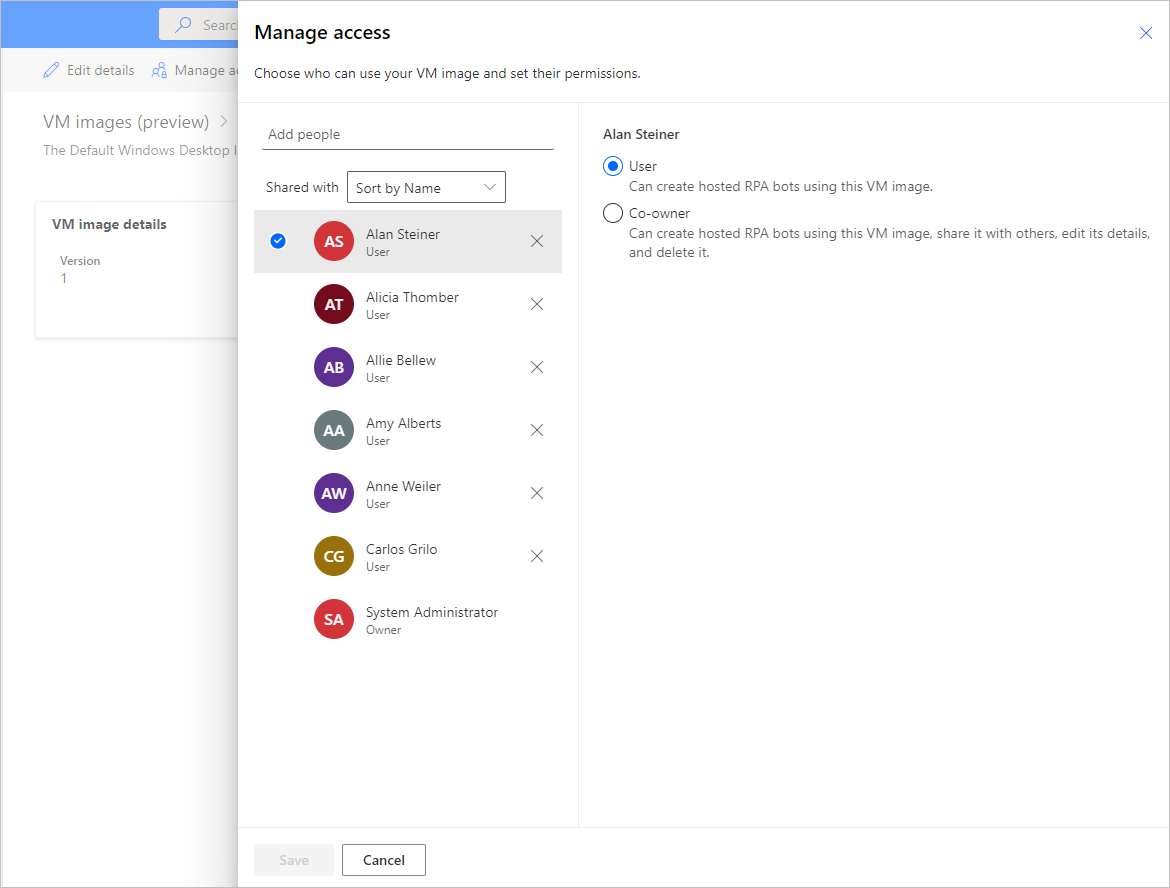 Searc
Edit details
Manage a
VM images (preview)
The Default Windows Desktop I
VM image details
Version
1
Manage access
Choose who can use your VM image and set their permissions.
Add people
Shared with
Sort by Name
AS
Alan Steiner
User
AT
Alicia Thomber
User
AB
Allie Bellew
User
AA
Amy Alberts
User
AW
Anne Weiler
User
CG
Carlos Grilo
User
SA
System Administrator
Owner
Alan Steiner
User
Can create hosted RPA bots using this VM image.
Co-owner
Can create hosted RPA bots using this VM image, share it with others, edit its details,
and delete it.
Save
Cancel